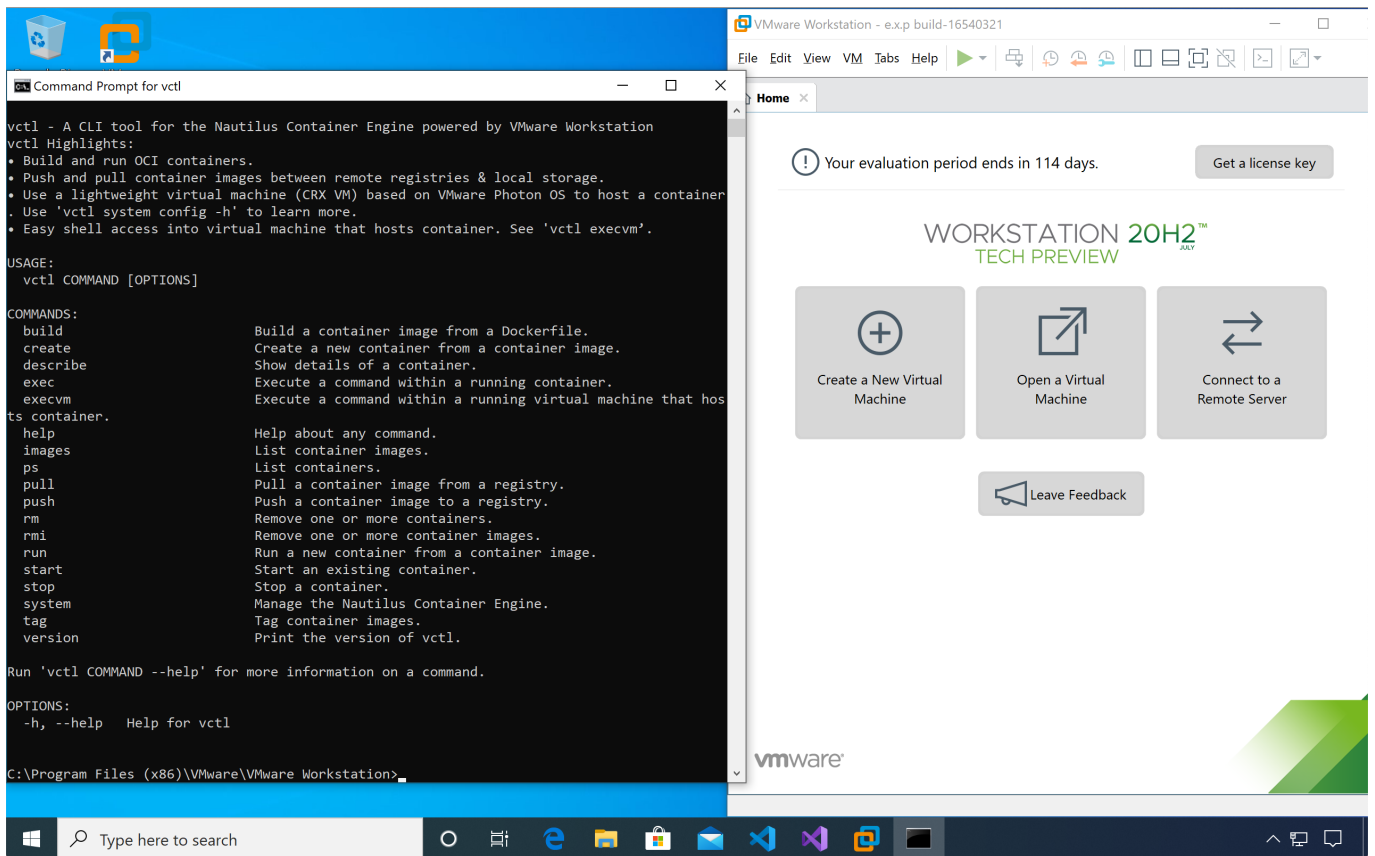 Command Prompt for vctl
vctl - A CLI tool for the Nautilus Container Engine powered by VMware Workstation
vctl Highlights:
• Build and run OCI containers.
• Push and pull container images between remote registries & local storage.
• Use a lightweight virtual machine (CRX VM) based on VMware Photon OS to host a container
. Use 'vctl system config -h' to learn more.
• Easy shell access into virtual machine that hosts container. See 'vctl execvm’.
USAGE:
vctl COMMAND [OPTIONS]
COMMANDS:
build Build a container image from a Dockerfile.
create Create a new container from a container image.
describe Show details of a container.
exec Execute a command within a running container.
execvm Execute a command within a running virtual machine that hos
ts container.
help Help about any command.
images List container images.
ps List containers.
pull Pull a container image from a registry.
push Push a container image to a registry.
rm Remove one or more containers.
rmi Remove one or more container images.
run Run a new container from a container image.
start Start an existing container.
stop Stop a container.
system Manage the Nautilus Container Engine.
tag Tag container images.
version Print the version of vctl.
Run 'vctl COMMAND --help' for more information on a command.
OPTIONS:
-h, --help Help for vctl
C:\Program Files (x86)\VMware\VMware Workstation>
VMware Workstation - e.x.p build-16540321
File Edit View VM Tabs Help
Home
Your evaluation period ends in 114 days.
Get a license key
WORKSTATION 20H2™
JULY
TECH PREVIEW
Create a New Virtual
Machine
Open a Virtual
Machine
Connect to a
Remote Server
Leave Feedback
vmware®
Type here to search